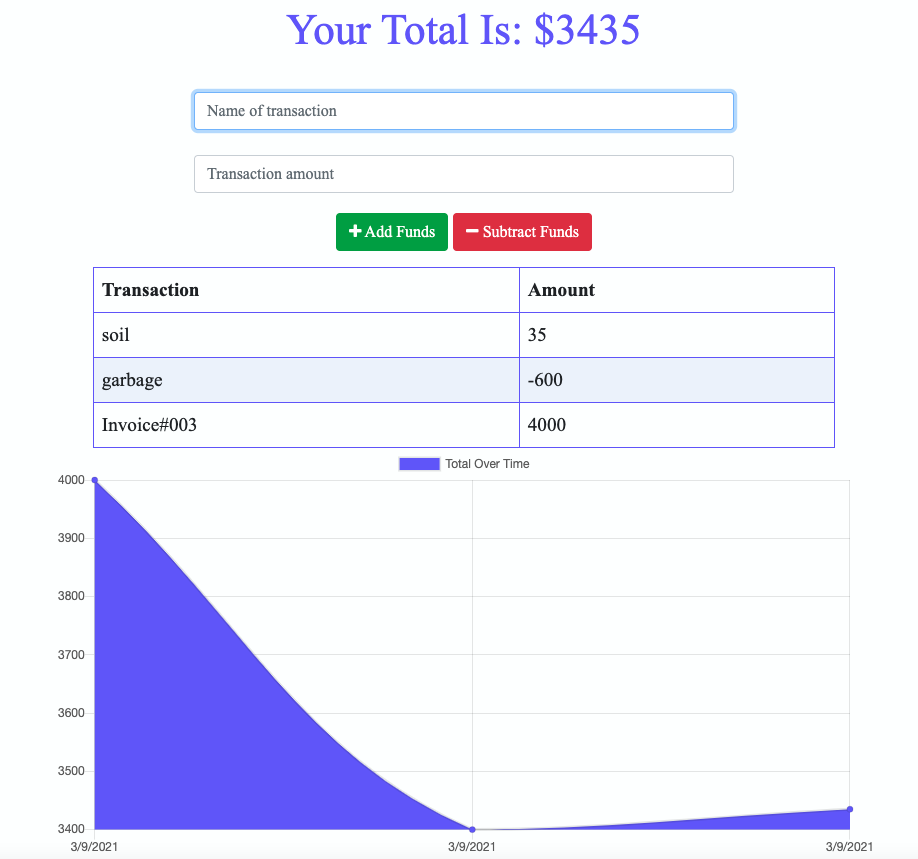 Your Total Is: $3435
Name of transaction
Transaction amount
Add Funds Subtract Funds
Transaction Amount
soil 35
garbage -600
Invoice#003 4000
Total Over Time
4000
3900
3800
3700
3600
3500
3400
3/9/2021 3/9/2021 3/9/2021